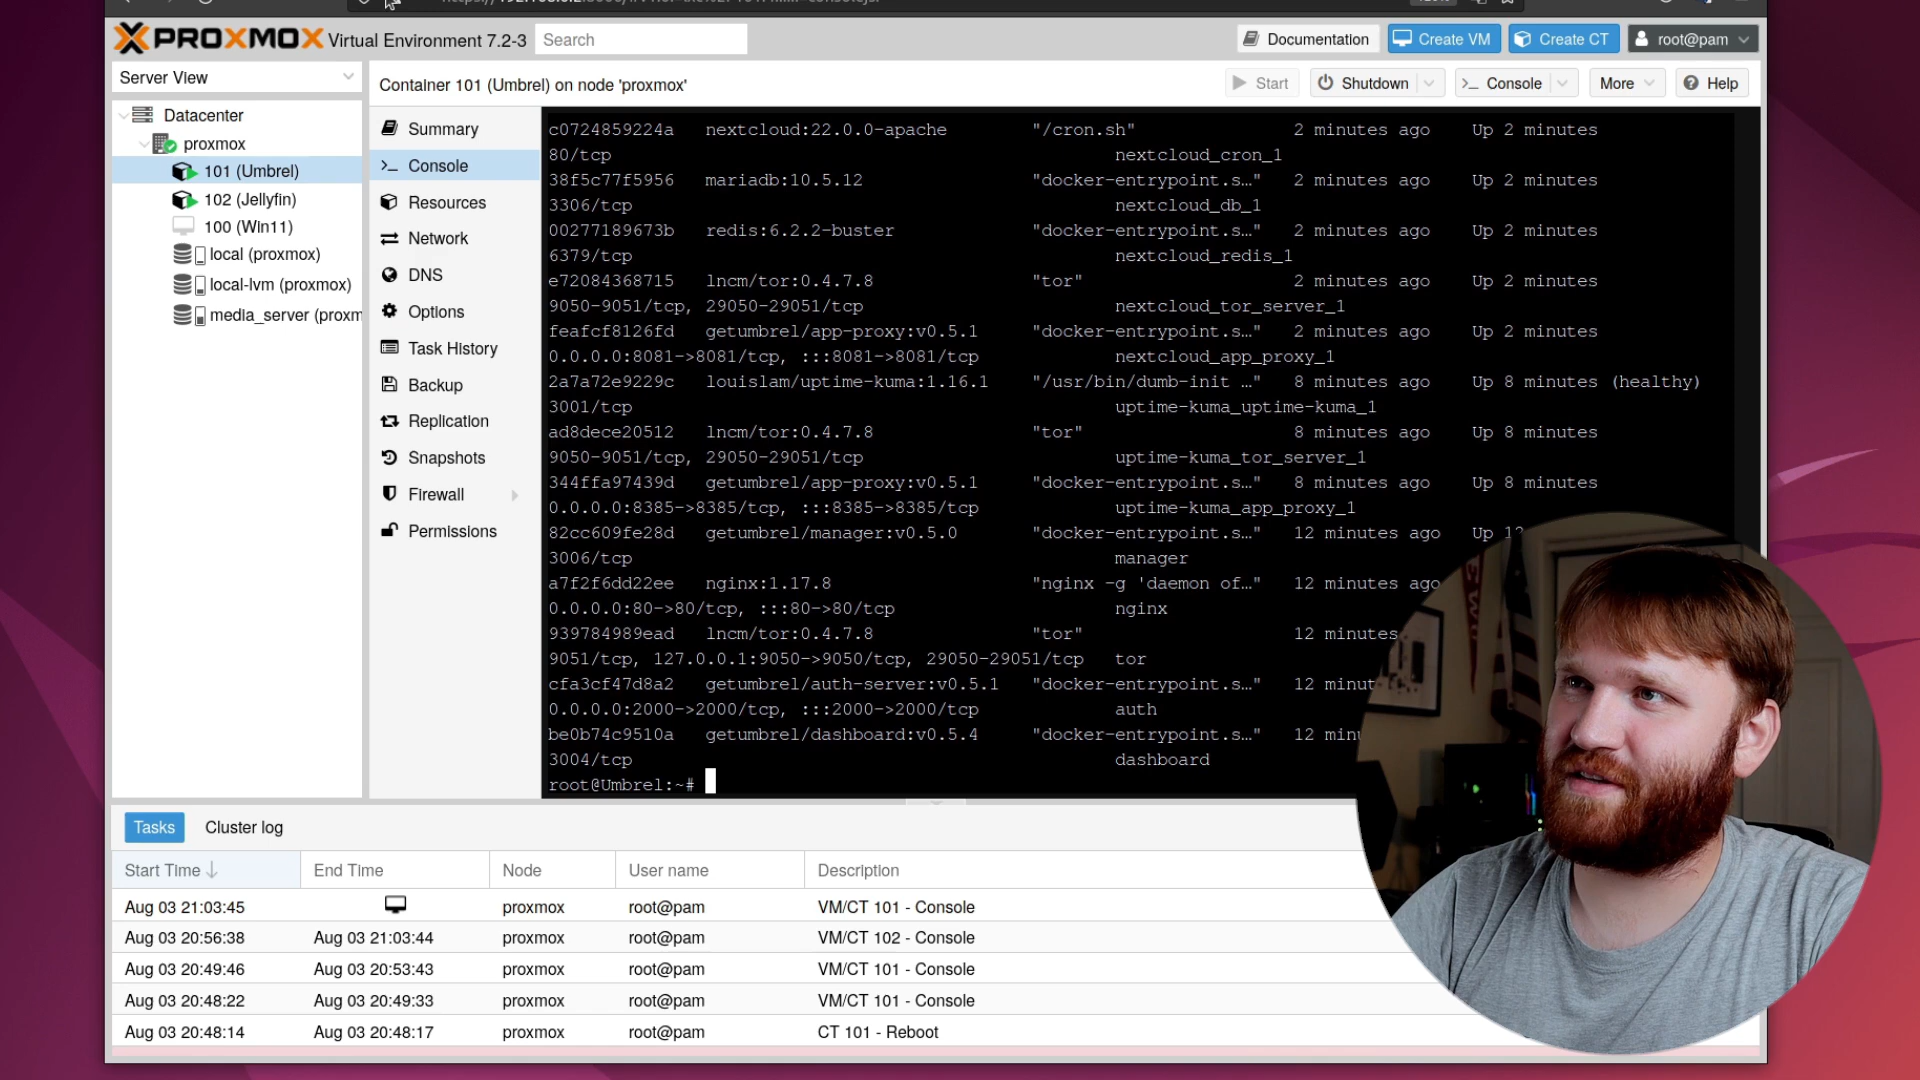 PROXMOX Virtual Environment 7.2-3 Search Documentation Create VM Create CT root@pam
Server View
Container 101 (Umbrel) on node 'proxmox' Start Shutdown Console More Help
Datacenter
proxmox
101 (Umbrel)
102 (Jellyfin)
100 (Win11)
local (proxmox)
local-lvm (proxmox)
media_server (proxm
Summary
Console
Resources
Network
DNS
Options
Task History
Backup
Replication
Snapshots
Firewall
Permissions
c0724859224a nextcloud:22.0.0-apache "/cron.sh" 2 minutes ago Up 2 minutes
80/tcp nextcloud_cron_1
38f5c77f5956 mariadb:10.5.12 "docker-entrypoint.s…" 2 minutes ago Up 2 minutes
3306/tcp nextcloud_db_1
00277189673b redis:6.2.2-buster "docker-entrypoint.s…" 2 minutes ago Up 2 minutes
6379/tcp nextcloud_redis_1
e72084368715 lncm/tor:0.4.7.8 "tor" 2 minutes ago Up 2 minutes
9050-9051/tcp, 29050-29051/tcp nextcloud_tor_server_1
feafcf8126fd getumbrel/app-proxy:v0.5.1 "docker-entrypoint.s…" 2 minutes ago Up 2 minutes
0.0.0.0:8081->8081/tcp, :::8081->8081/tcp nextcloud_app_proxy_1
2a7a72e9229c louislam/uptime-kuma:1.16.1 "/usr/bin/dumb-init …" 8 minutes ago Up 8 minutes (healthy)
3001/tcp uptime-kuma_uptime-kuma_1
ad8dece20512 lncm/tor:0.4.7.8 "tor" 8 minutes ago Up 8 minutes
9050-9051/tcp, 29050-29051/tcp uptime-kuma_tor_server_1
344ffa97439d getumbrel/app-proxy:v0.5.1 "docker-entrypoint.s…" 8 minutes ago Up 8 minutes
0.0.0.0:8385->8385/tcp, :::8385->8385/tcp uptime-kuma_app_proxy_1
82cc609fe28d getumbrel/manager:v0.5.0 "docker-entrypoint.s…" 12 minutes ago Up
3006/tcp manager
a7f2f6dd22ee nginx:1.17.8 "nginx -g 'daemon of…" 12 minutes ago
0.0.0.0:80->80/tcp, :::80->80/tcp nginx
939784989ead lncm/tor:0.4.7.8 "tor" 12 minutes
9051/tcp, 127.0.0.1:9050->9050/tcp, 29050-29051/tcp tor
cfa3cf47d8a2 getumbrel/auth-server:v0.5.1 "docker-entrypoint.s…" 12 minut
0.0.0.0:2000->2000/tcp, :::2000->2000/tcp auth
be0b74c9510a getumbrel/dashboard:v0.5.4 "docker-entrypoint.s…" 12 min
3004/tcp dashboard
root@Umbrel:~#
Tasks Cluster log
Start Time End Time Node User name Description
Aug 03 21:03:45 proxmox root@pam VM/CT 101 - Console
Aug 03 20:56:38 Aug 03 21:03:44 proxmox root@pam VM/CT 102 - Console
Aug 03 20:49:46 Aug 03 20:53:43 proxmox root@pam VM/CT 101 - Console
Aug 03 20:48:22 Aug 03 20:49:33 proxmox root@pam VM/CT 101 - Console
Aug 03 20:48:14 Aug 03 20:48:17 proxmox root@pam CT 101 - Reboot